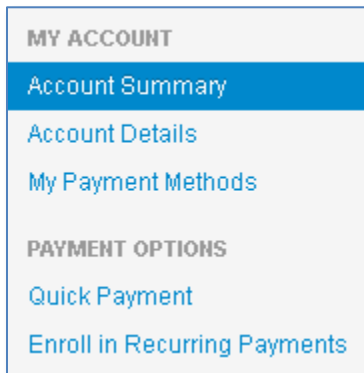 MY ACCOUNT
Account Summary
Account Details
My Payment Methods
PAYMENT OPTIONS
Quick Payment
Enroll in Recurring Payments